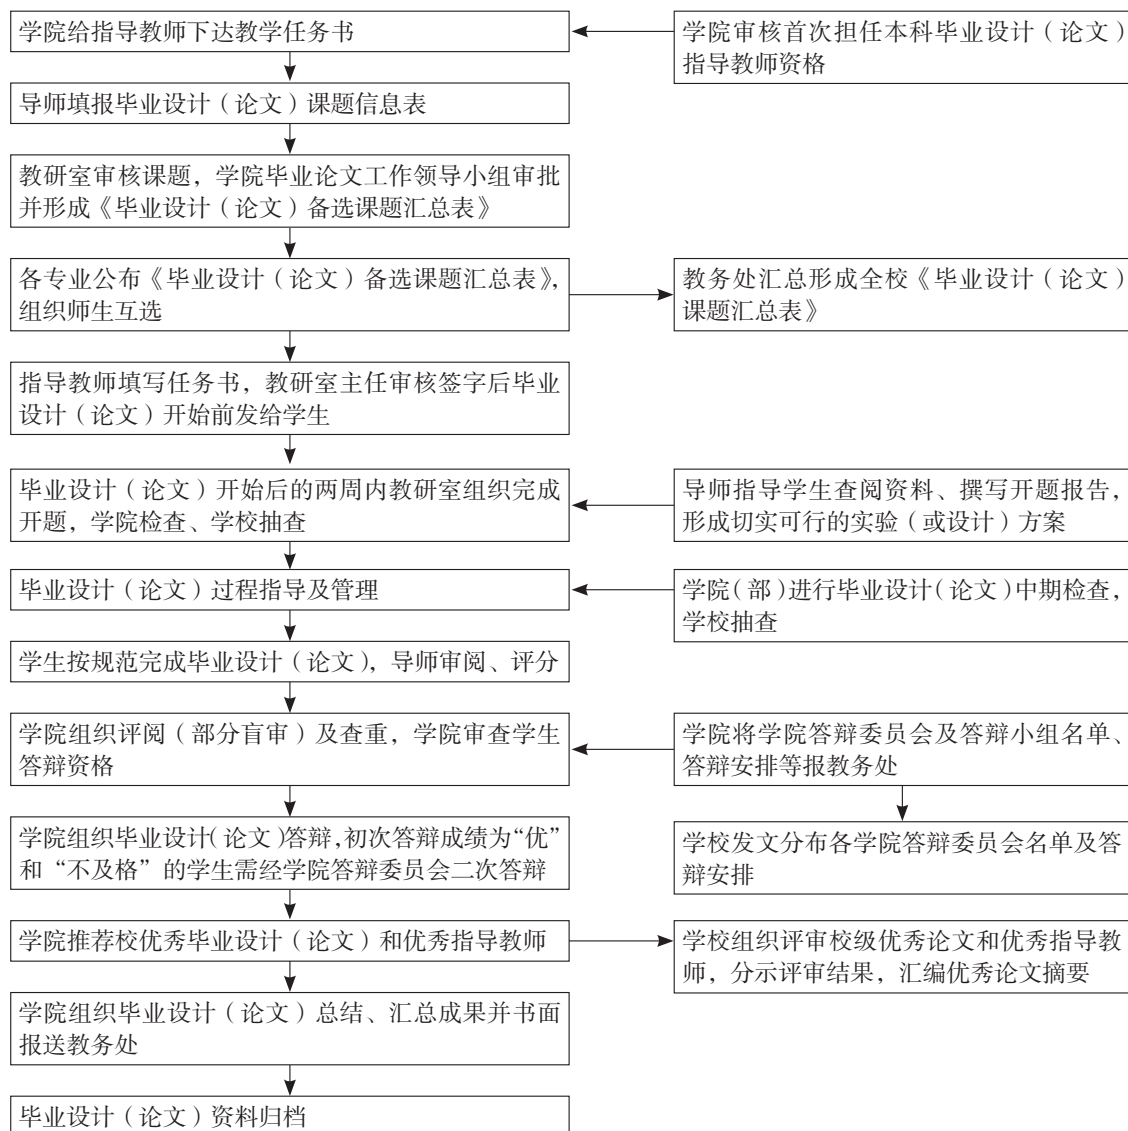 学院给指导教师下达教学任务书
学院审核首次担任本科毕业设计（论文）
指导教师资格
导师填报毕业设计（论文）课题信息表
教研室审核课题，学院毕业论文工作领导小组审批
并形成《毕业设计（论文）备选课题汇总表》
各专业公布《毕业设计（论文）备选课题汇总表》，
组织师生互选
教务处汇总形成全校《毕业设计（论文）
课题汇总表》
指导教师填写任务书，教研室主任审核签字后毕业
设计（论文）开始前发给学生
毕业设计（论文）开始后的两周内教研室组织完成
开题，学院检查、学校抽查
导师指导学生查阅资料、撰写开题报告，
形成切实可行的实验（或设计）方案
毕业设计（论文）过程指导及管理
学院（部）进行毕业设计（论文）中期检查，
学校抽查
学生按规范完成毕业设计（论文），导师审阅、评分
学院组织评阅（部分盲审）及查重，学院审查学生
答辩资格
学院将学院答辩委员会及答辩小组名单、
答辩安排等报教务处
学院组织毕业设计（论文）答辩，初次答辩成绩为“优”
和“不及格”的学生需经学院答辩委员会二次答辩
学校发文分布各学院答辩委员会名单及答
辩安排
学院推荐校优秀毕业设计（论文）和优秀指导教师
学校组织评审校级优秀论文和优秀指导教
师，分示评审结果，汇编优秀论文摘要
学院组织毕业设计（论文）总结、汇总成果并书面
报送教务处
毕业设计（论文）资料归档